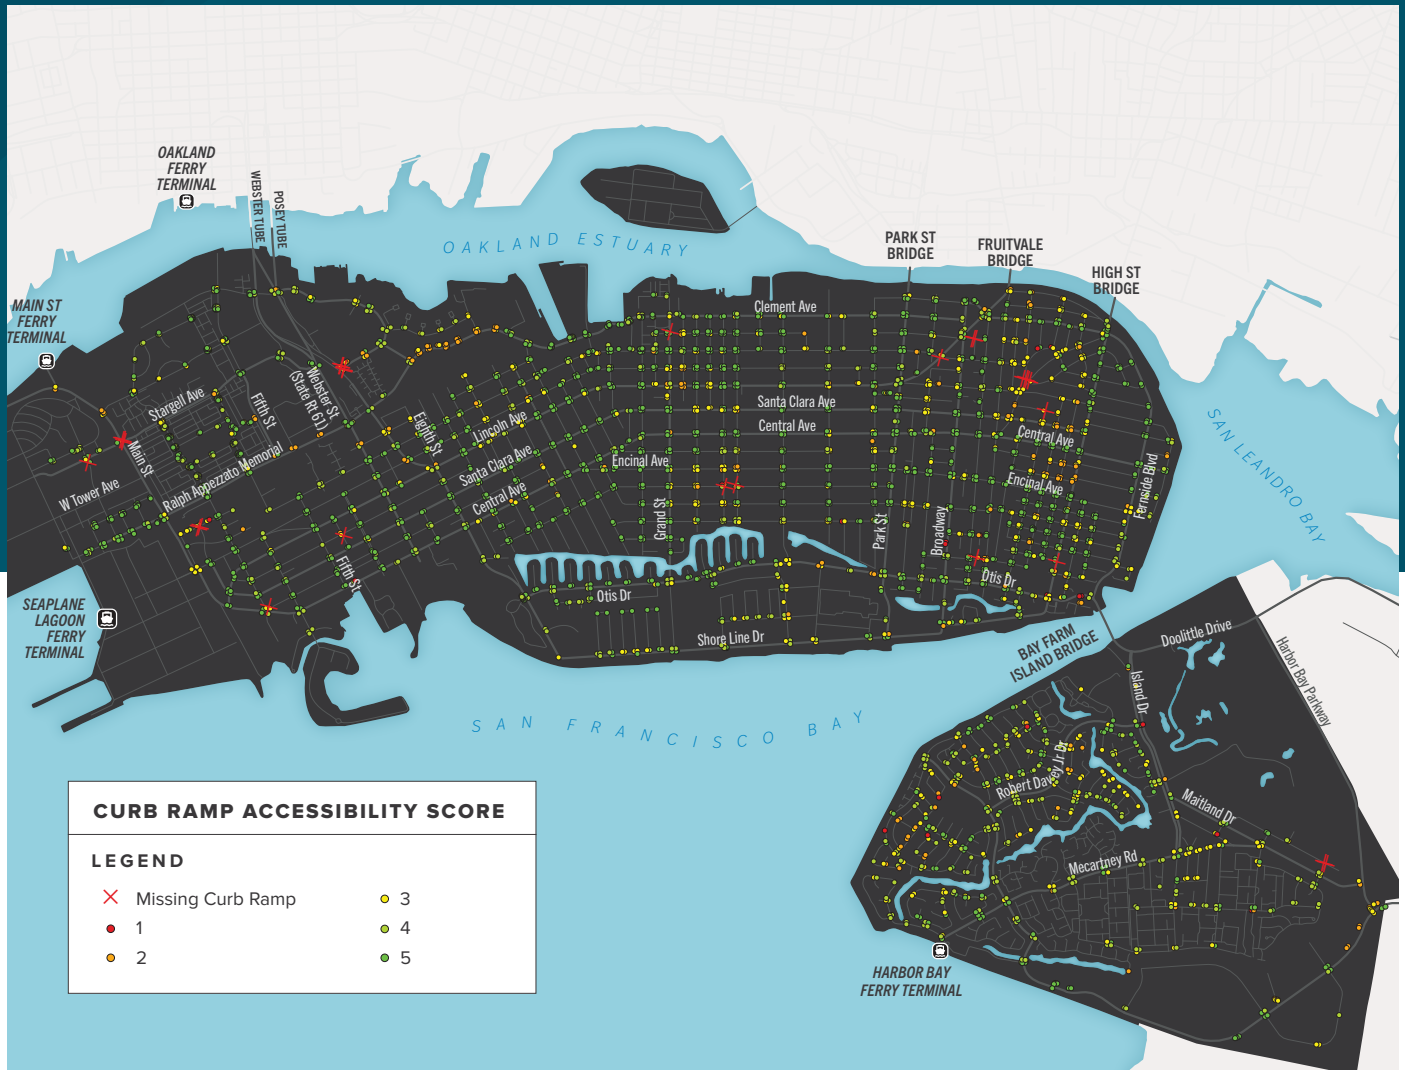 OAKLAND
FERRY
TERMINAL
WEBSTER TUBE
POSEY TUBE
OAKLAND ESTUARY
PARK ST
BRIDGE
FRUITVALE
BRIDGE
HIGH ST
BRIDGE
MAIN ST
FERRY
TERMINAL
Clement Ave
Stargell Ave
Fifth St
Webster St
(State Rt 61)
Eighth St
Lincoln Ave
Santa Clara Ave
Central Ave
Santa Clara Ave
Central Ave
Central Ave
Main St
Ralph Appezzato Memorial
W Tower Ave
Encinal Ave
Encinal Ave
Grand St
Park St
Broadway
Fernside Blvd
SAN LEANDRO BAY
Fifth St
Otis Dr
Otis Dr
Shore Line Dr
SEAPLANE
LAGOON
FERRY
TERMINAL
BAY FARM
ISLAND BRIDGE
Doolittle Drive
Harbor Bay Parkway
Island Dr
SAN FRANCISCO BAY
Robert Davey Jr Dr
Maitland Dr
Mecartney Rd
HARBOR BAY
FERRY TERMINAL
CURB RAMP ACCESSIBILITY SCORE
LEGEND
Missing Curb Ramp
1
2
3
4
5